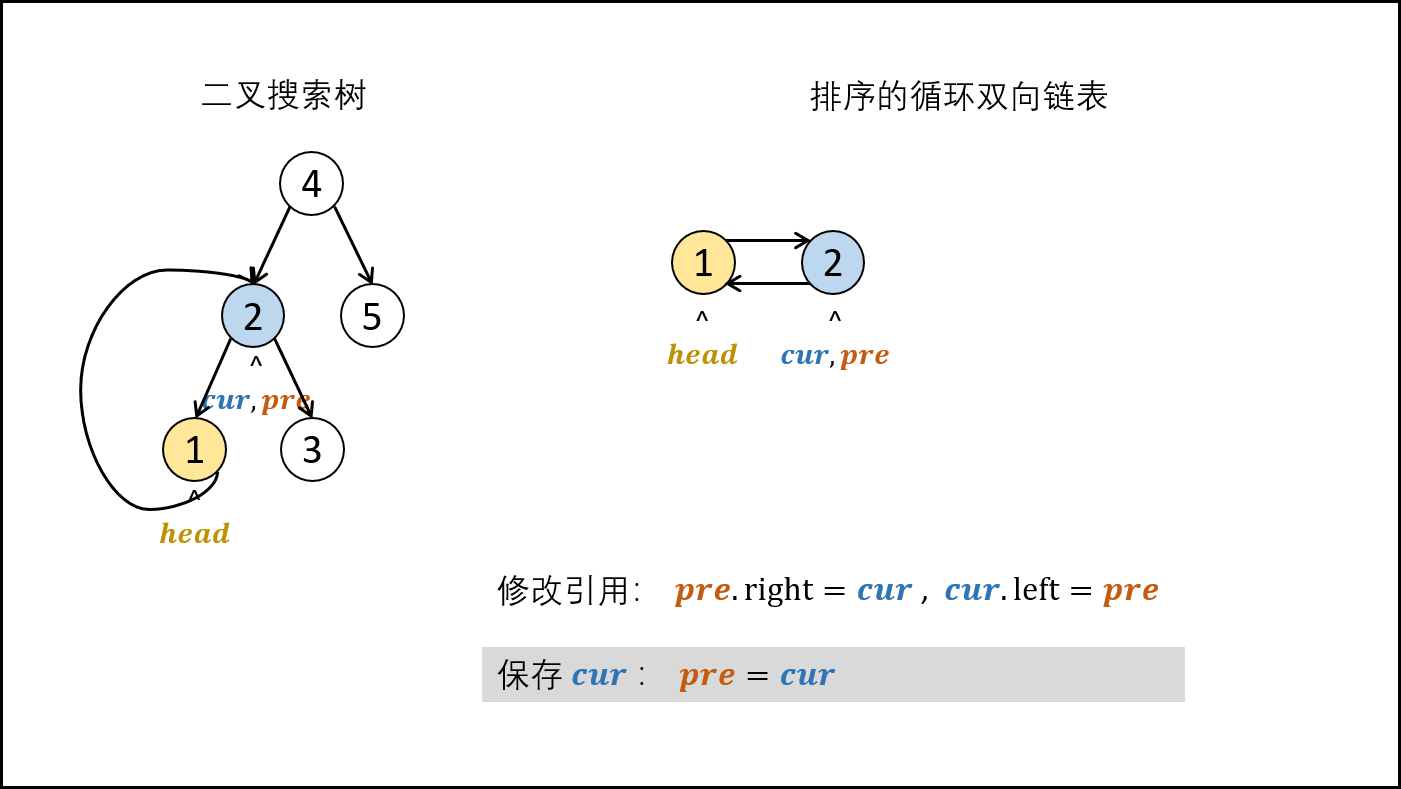 二叉搜索树
排序的循环双向链表
4
2
5
^
cur,pre
1
3
^
head
1
2
^
^
head
cur,pre
修改引用： pre.right = cur , cur.left = pre
保存 cur ： pre = cur